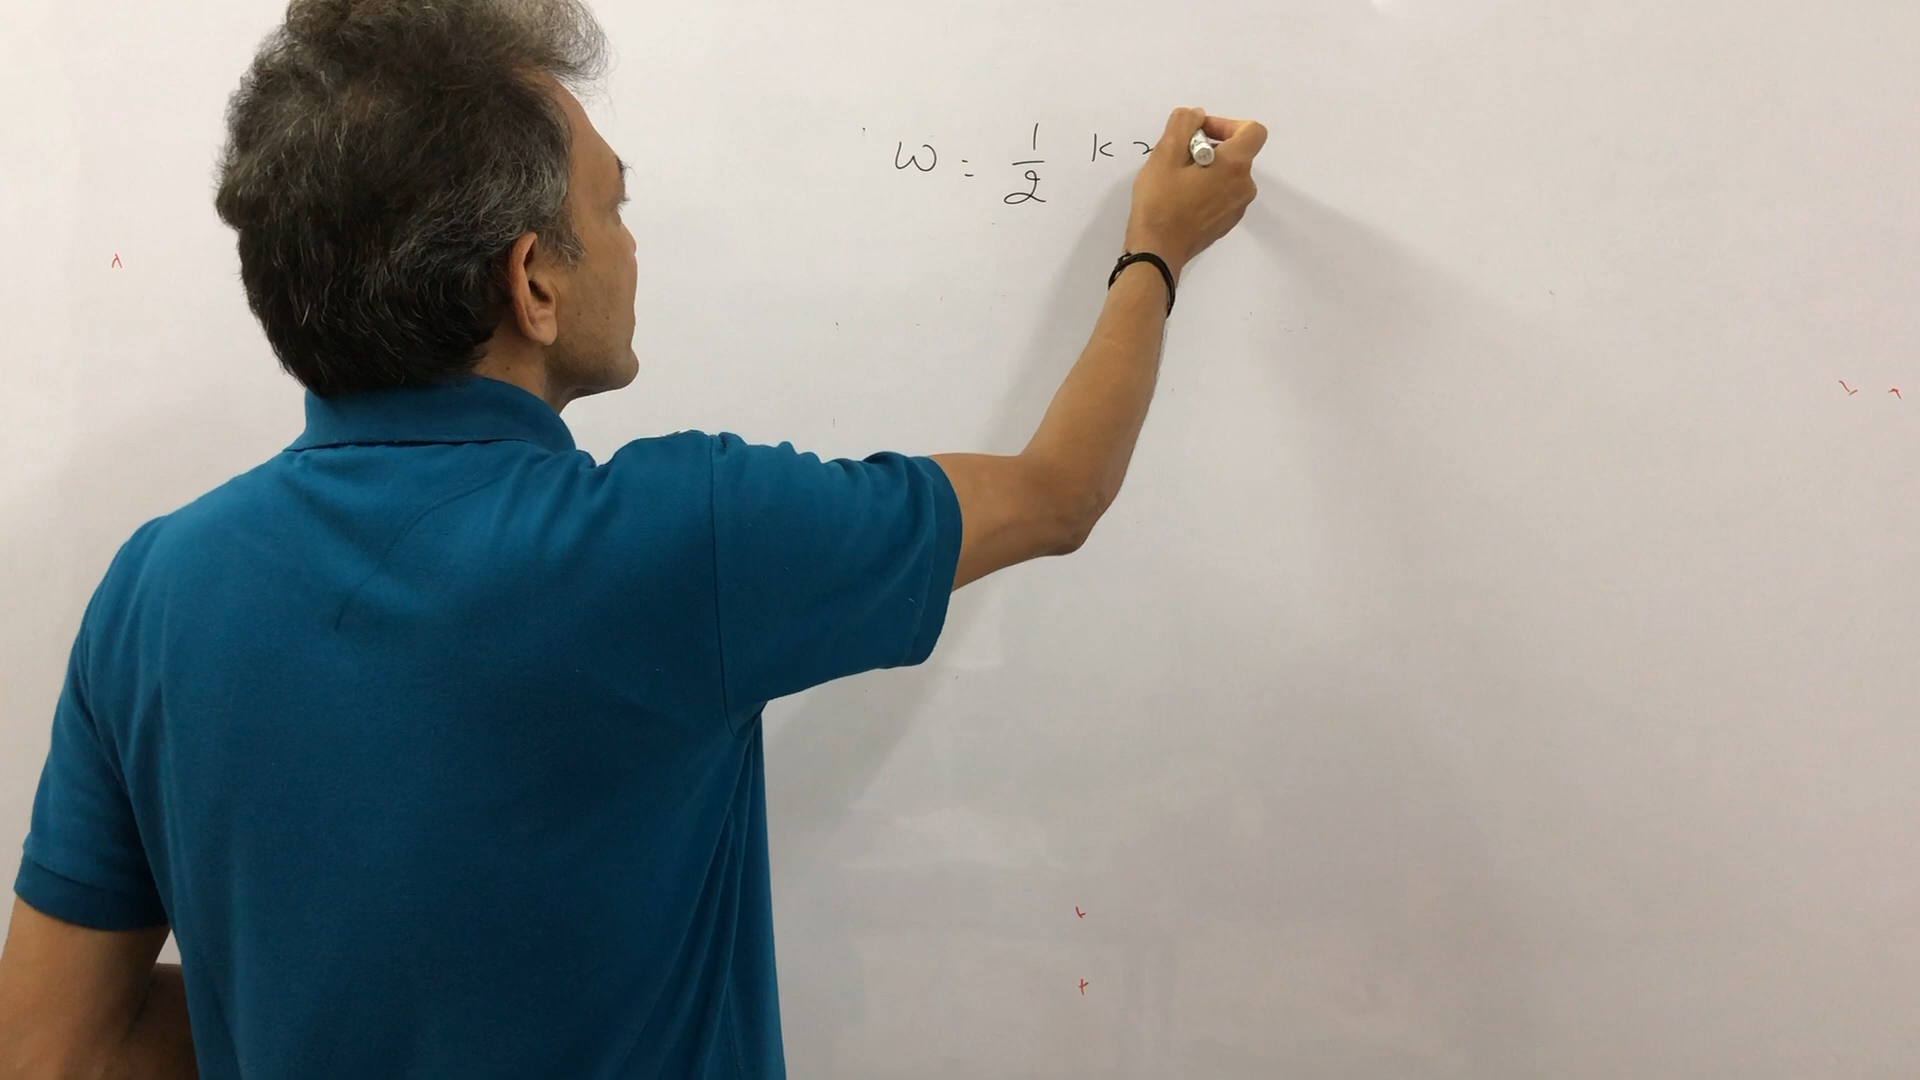 W = 1/2 k